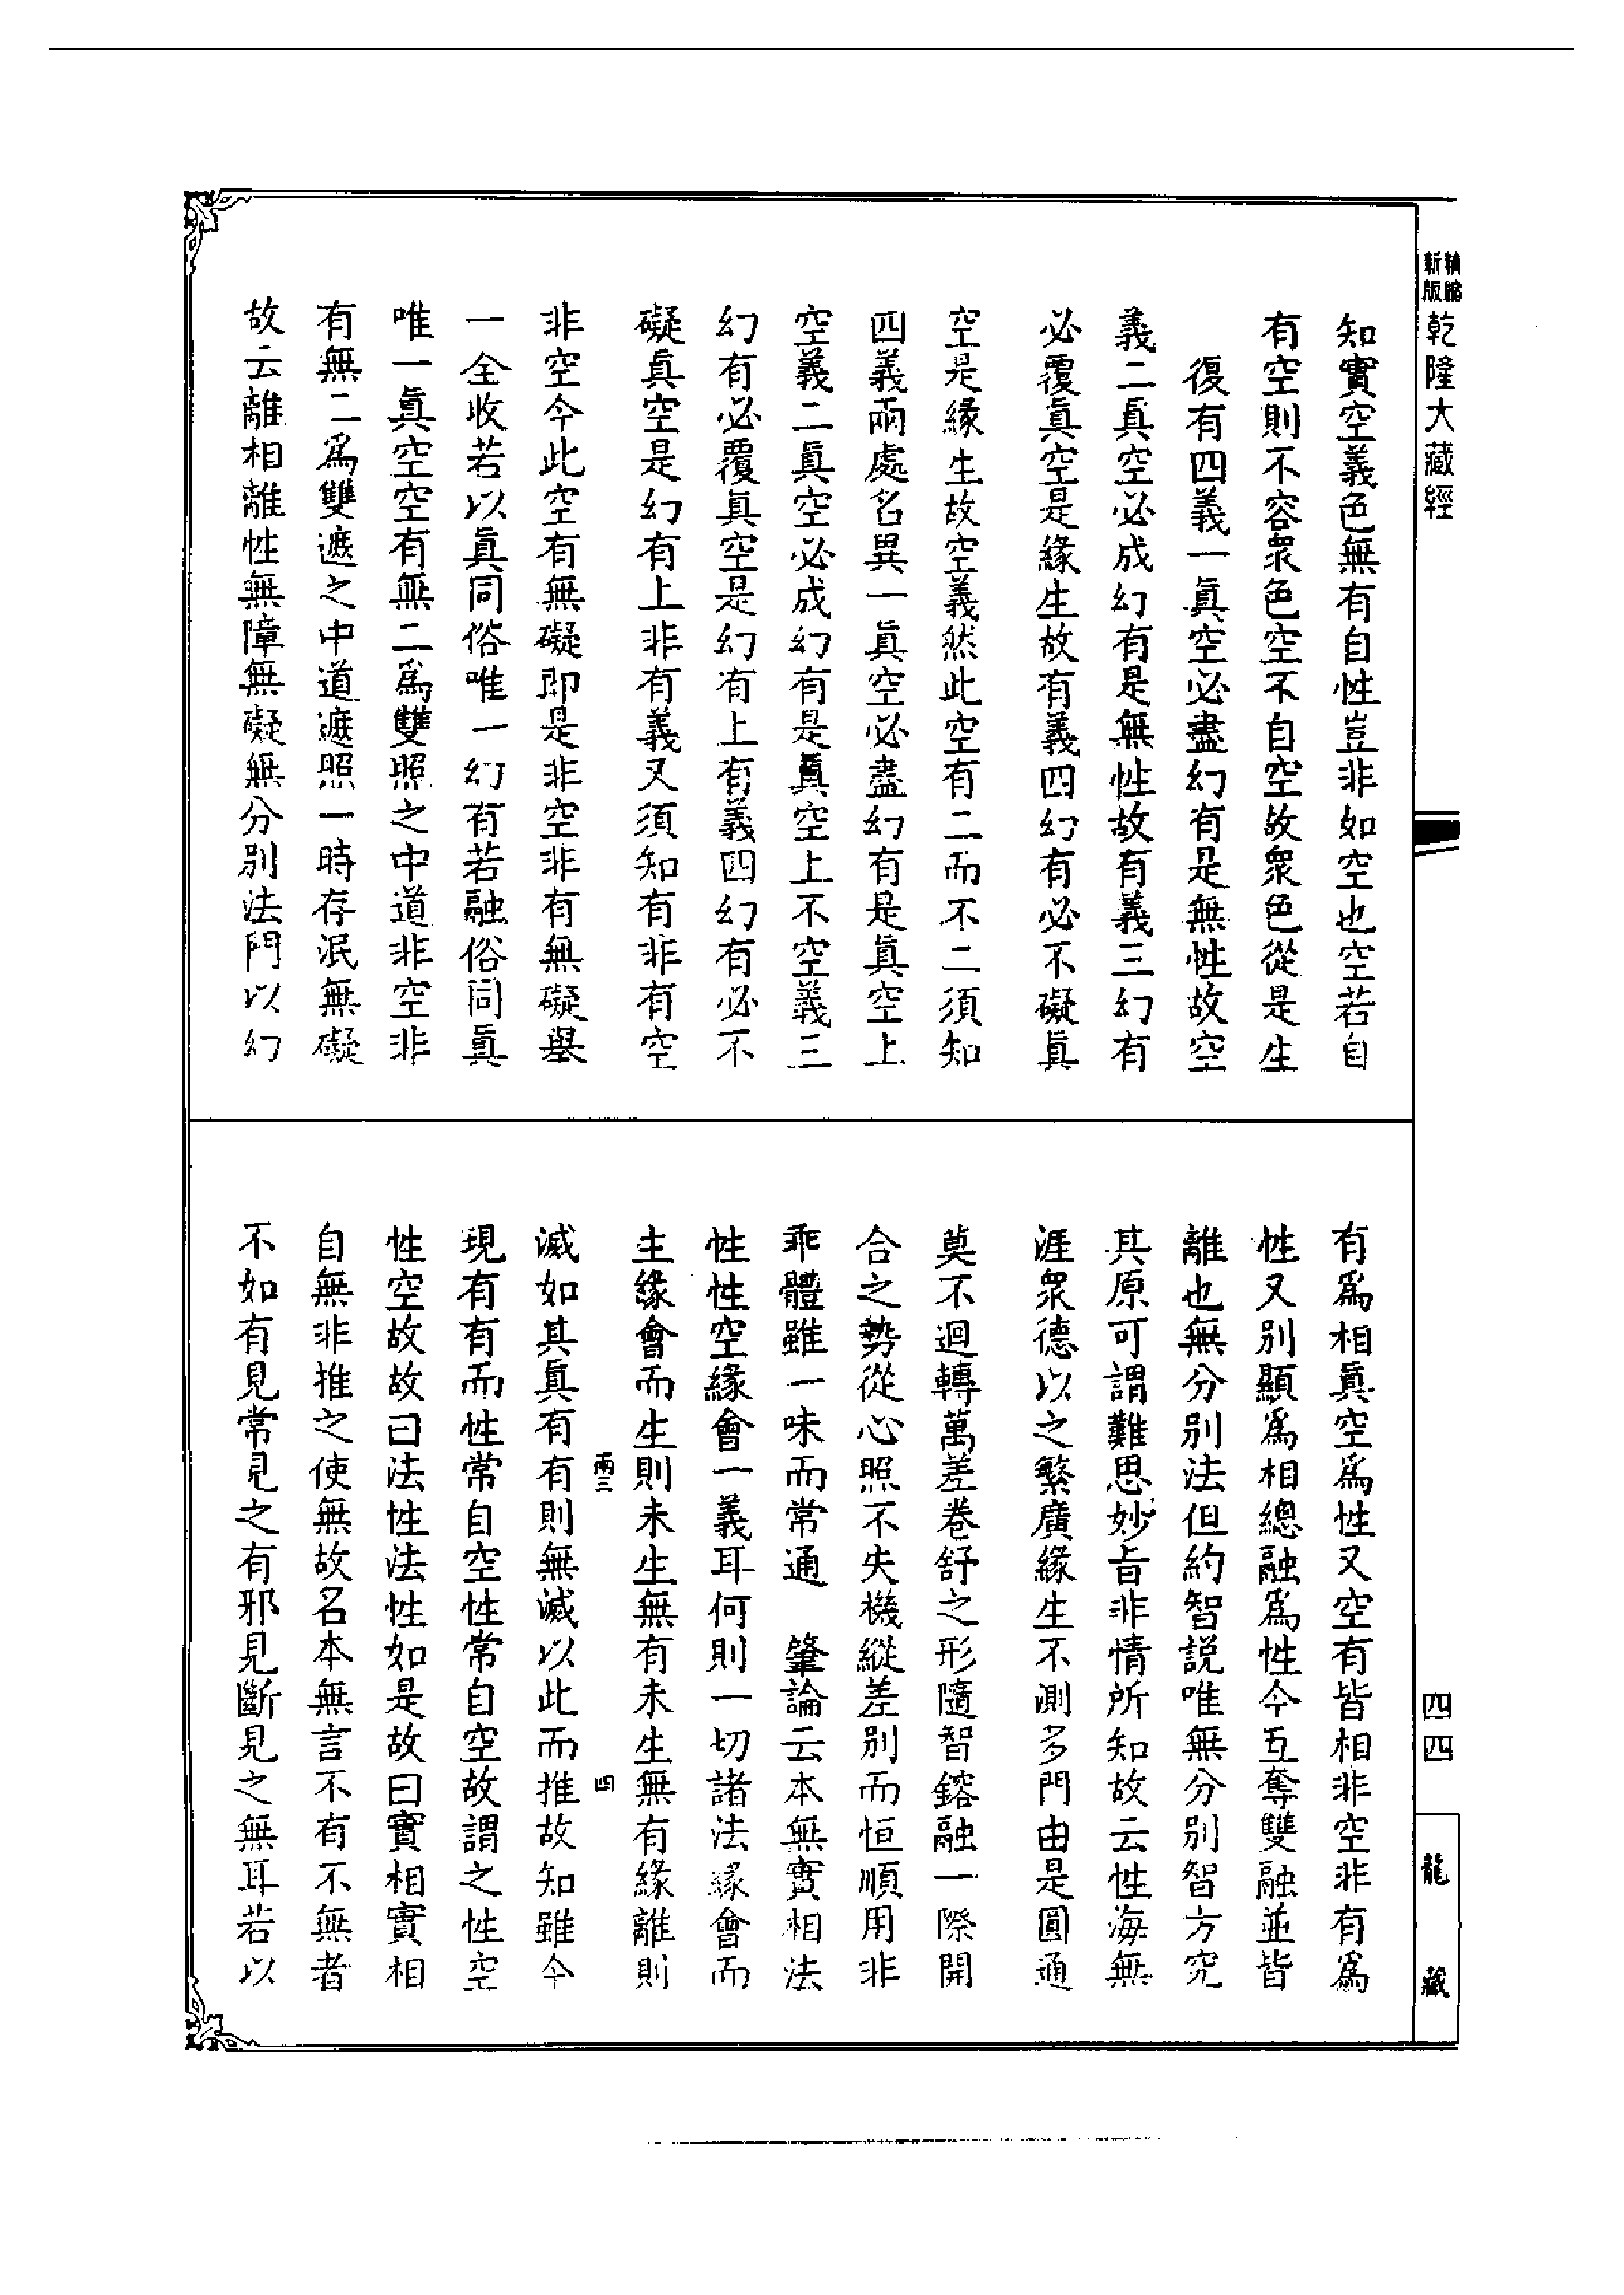 精縮
新版
乾隆大藏經
知實空義色無有自性豈非如空也空若自
有空則不容衆色空不自空故衆色從是生
復有四義一眞空必盡幻有是無性故空
義二眞空必成幻有是無性故有義三幻有
必覆眞空是緣生故有義四幻有必不礙眞
空是緣生故空義然此空有二而不二須知
四義兩處名異一眞空必盡幻有是眞空上
空義二眞空必成幻有是眞空上不空義三
幻有必覆眞空是幻有上有義四幻有必不
礙眞空是幻有上非有義又須知有非有空
非空今此空有無礙即是非空非有無礙舉
一全收若以眞同俗唯一幻有若融俗同眞
唯一眞空空有無二爲雙照之中道非空非
有無二爲雙遮之中道遮照一時存泯無礙
故云離相離性無障無礙無分別法門以幻
有爲相眞空爲性又空有皆相非空非有爲
性又別顯爲相總融爲性今互奪雙融並皆
離也無分別法但約智說唯無分別智方究
其原可謂難思妙旨非情所知故云性海無
涯衆德以之繁廣緣生不測多門由是圓通
莫不迴轉萬差卷舒之形隨智鎔融一際開
合之勢從心照不失機縱差別而恒順用非
乖體雖一味而常通　肇論云本無實相法
性性空緣會一義耳何則一切諸法緣會而
生緣會而生則未生無有未生無有緣離則
兩三　四
滅如其眞有有則無滅以此而推故知雖今
現有有而性常自空性常自空故謂之性空
性空故故曰法性法性如是故曰實相實相
自無非推之使無故名本無言不有不無者
不如有見常見之有邪見斷見之無耳若以
四四
龍藏